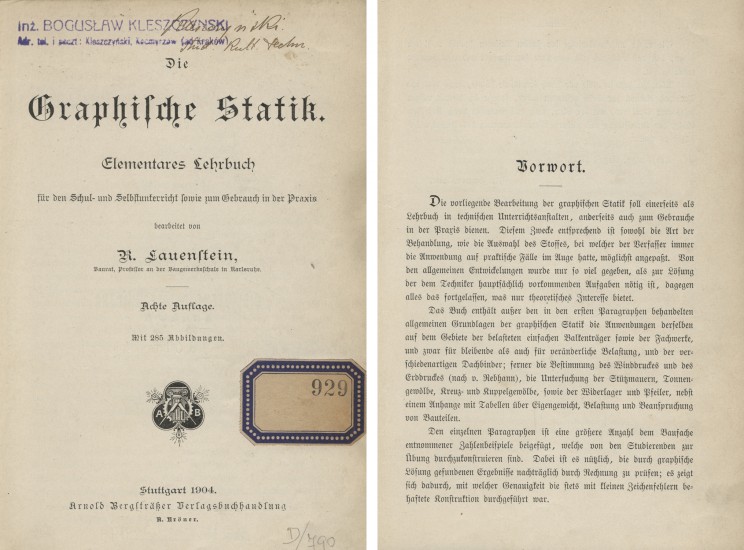 Inż. BOGUSŁAW KLESZCZYŃSKI
Adr. tel. i poczt: Kleszczyński, Kocmyrzów (ad Kraków)
Die
Graphische Statik.
Elementares Lehrbuch
für den Schul- und Selbstunterricht sowie zum Gebrauch in der Praxis
bearbeitet von
R. Lauenstein,
Baurat, Professor an der Baugewerkeschule in Karlsruhe.
Achte Auflage.
Mit 285 Abbildungen.
929
A B
Stuttgart 1904.
Arnold Bergsträßer Verlagsbuchhandlung
A. Kröner.
D/790
Vorwort.
Die vorliegende Bearbeitung der graphischen Statik soll einerseits als
Lehrbuch in technischen Unterrichtsanstalten, anderseits auch zum Gebrauche
in der Praxis dienen. Diesem Zwecke entsprechend ist sowohl die Art der
Behandlung, wie die Auswahl des Stoffes, bei welcher der Verfasser immer
die Anwendung auf praktische Fälle im Auge hatte, möglichst angepaßt. Von
den allgemeinen Entwickelungen wurde nur so viel gegeben, als zur Lösung
der dem Techniker hauptsächlich vorkommenden Aufgaben nötig ist, dagegen
alles das fortgelassen, was nur theoretisches Interesse bietet.
Das Buch enthält außer den in den ersten Paragraphen behandelten
allgemeinen Grundlagen der graphischen Statik die Anwendungen derselben
auf dem Gebiete der belasteten einfachen Balkenträger sowie der Fachwerke,
und zwar für bleibende als auch für veränderliche Belastung, und der ver-
schiedenartigen Dachbinder; ferner die Bestimmung des Winddruckes und des
Erddruckes (nach v. Rebhann), die Untersuchung der Stützmauern, Tonnen-
gewölbe, Kreuz- und Kuppelgewölbe, sowie der Widerlager und Pfeiler, nebst
einem Anhange mit Tabellen über Eigengewicht, Belastung und Beanspruchung
von Bauteilen.
Den einzelnen Paragraphen ist eine größere Anzahl dem Baufache
entnommener Zahlenbeispiele beigefügt, welche von den Studierenden zur
Übung durchzukonstruieren sind. Dabei ist es nützlich, die durch graphische
Lösung gefundenen Ergebnisse nachträglich durch Rechnung zu prüfen; es zeigt
sich dadurch, mit welcher Genauigkeit die stets mit kleinen Zeichenfehlern be-
haftete Konstruktion durchgeführt war.